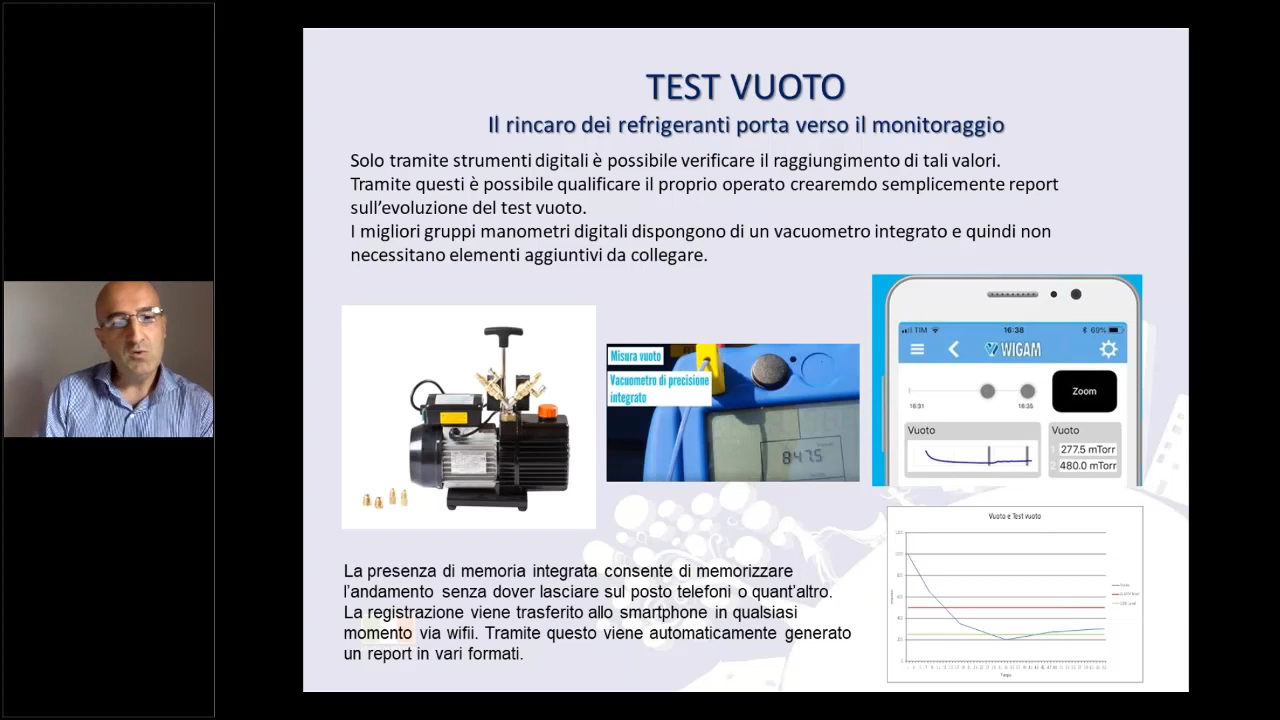 TEST VUOTO
Il rincaro dei refrigeranti porta verso il monitoraggio
Solo tramite strumenti digitali è possibile verificare il raggiungimento di tali valori.
Tramite questi è possibile qualificare il proprio operato crearemdo semplicemente report
sull'evoluzione del test vuoto.
I migliori gruppi manometri digitali dispongono di un vacuometro integrato e quindi non
necessitano elementi aggiuntivi da collegare.
Misura vuoto
Vacuometro di precisione
integrato
847.5
TIM
16:38
69%
WIGAM
Zoom
16:31
16:35
Vuoto
Vuoto
277.5 mTorr
480.0 mTorr
Vuoto e Test vuoto
Tempo
La presenza di memoria integrata consente di memorizzare
l'andamento senza dover lasciare sul posto telefoni o quant'altro.
La registrazione viene trasferito allo smartphone in qualsiasi
momento via wifii. Tramite questo viene automaticamente generato
un report in vari formati.